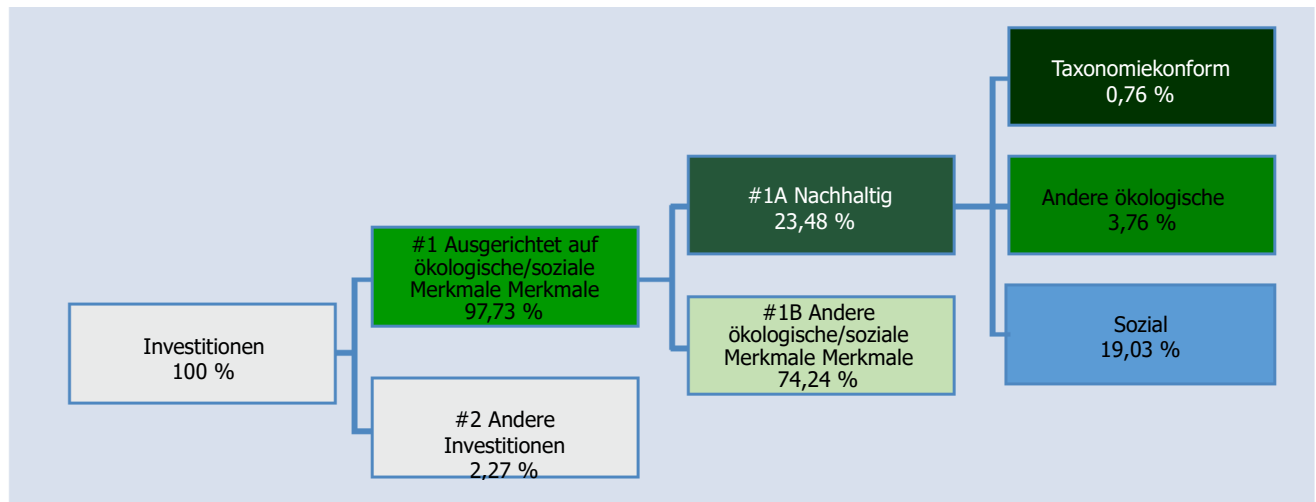 Investitionen
100 %
#1 Ausgerichtet auf
ökologische/soziale
Merkmale Merkmale
97,73 %
#2 Andere
Investitionen
2,27 %
#1A Nachhaltig
23,48 %
#1B Andere
ökologische/soziale
Merkmale Merkmale
74,24 %
Taxonomiekonform
0,76 %
Andere ökologische
3,76 %
Sozial
19,03 %